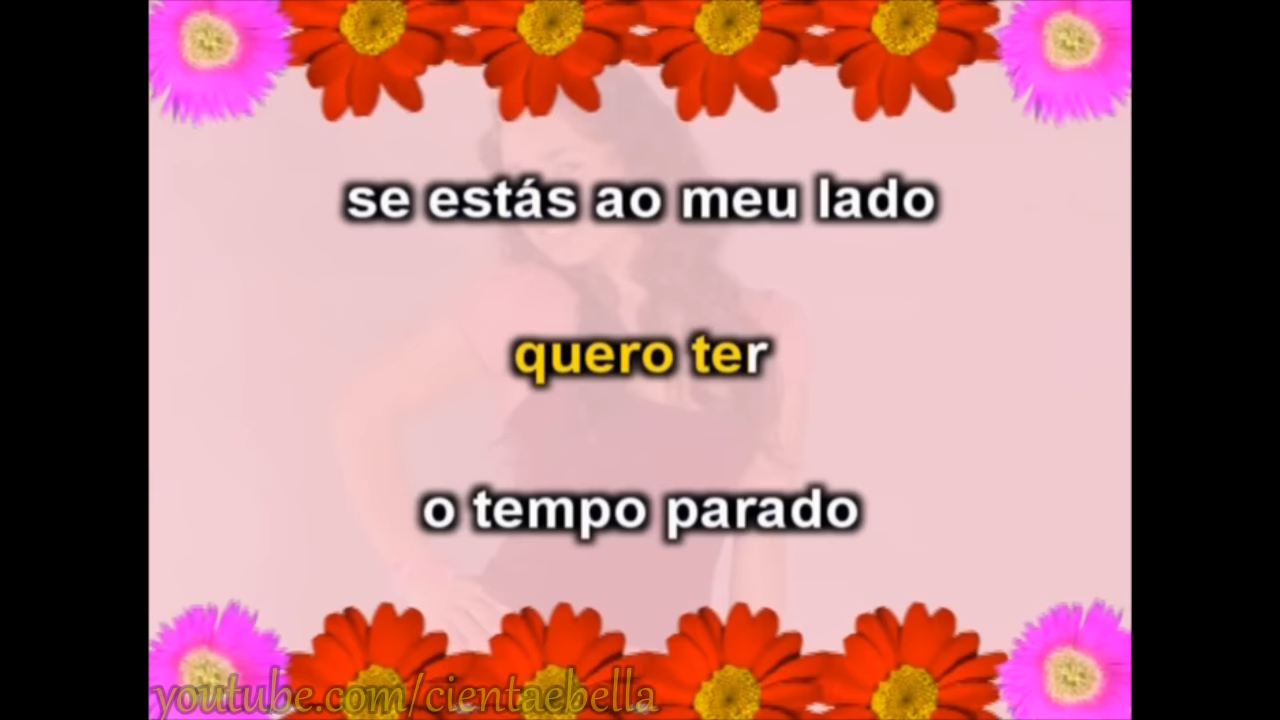 se estás ao meu lado
quero ter
o tempo parado
youtube.com/cientaebella